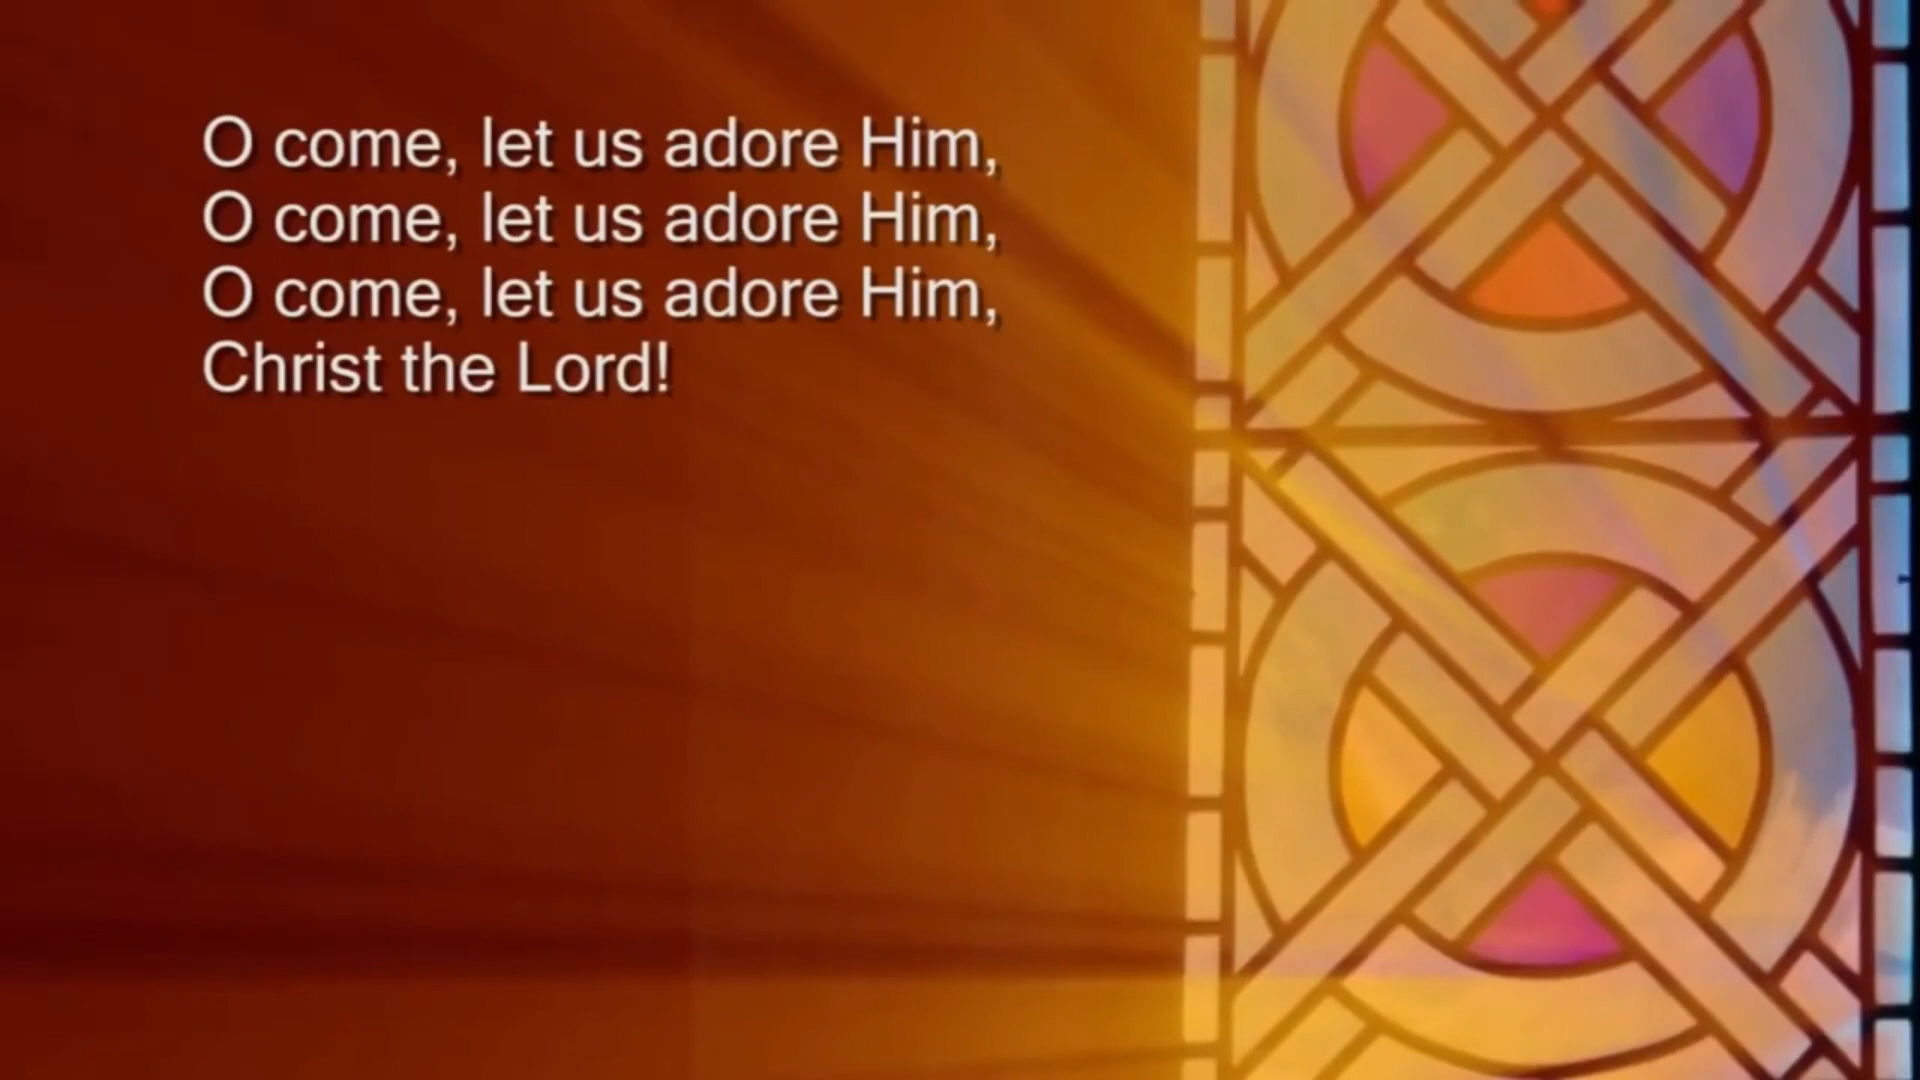 O come, let us adore Him,
O come, let us adore Him,
O come, let us adore Him,
Christ the Lord!